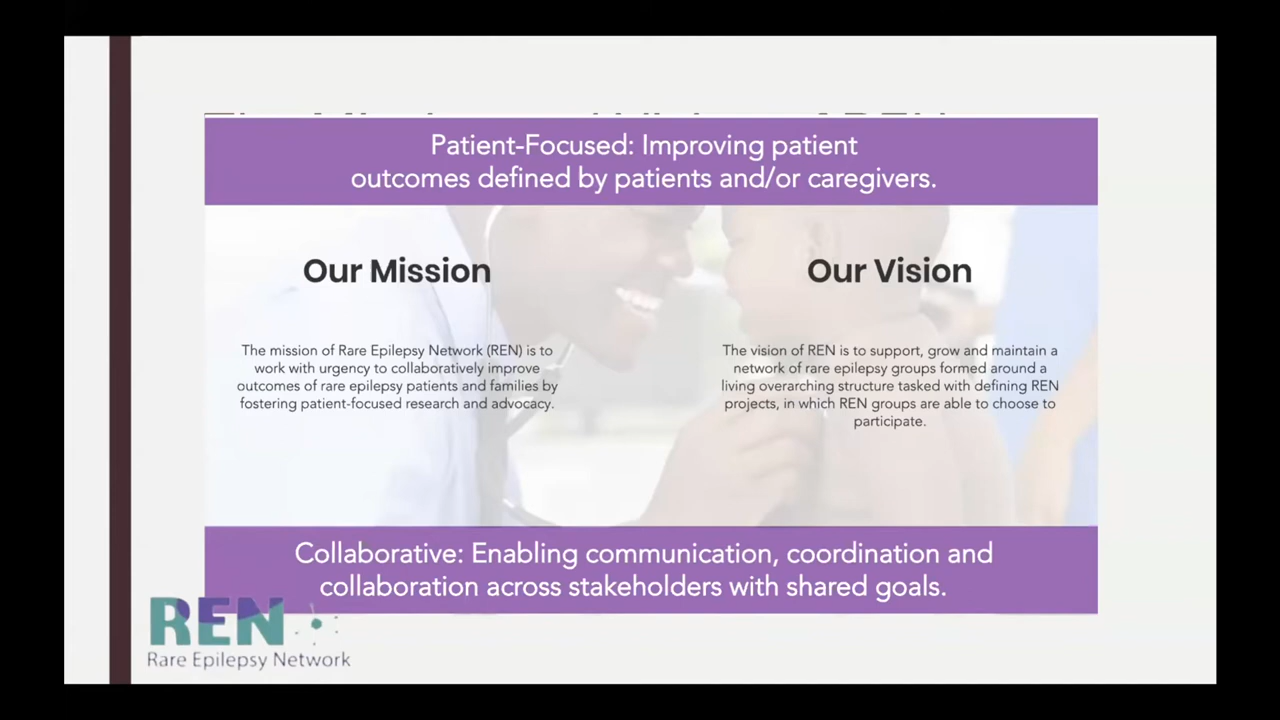 Patient-Focused: Improving patient
outcomes defined by patients and/or caregivers.
Our Mission
The mission of Rare Epilepsy Network (REN) is to
work with urgency to collaboratively improve
outcomes of rare epilepsy patients and families by
fostering patient-focused research and advocacy.
Our Vision
The vision of REN is to support, grow and maintain a
network of rare epilepsy groups formed around a
living overarching structure tasked with defining REN
projects, in which REN groups are able to choose to
participate.
Collaborative: Enabling communication, coordination and
collaboration across stakeholders with shared goals.
REN
Rare Epilepsy Network